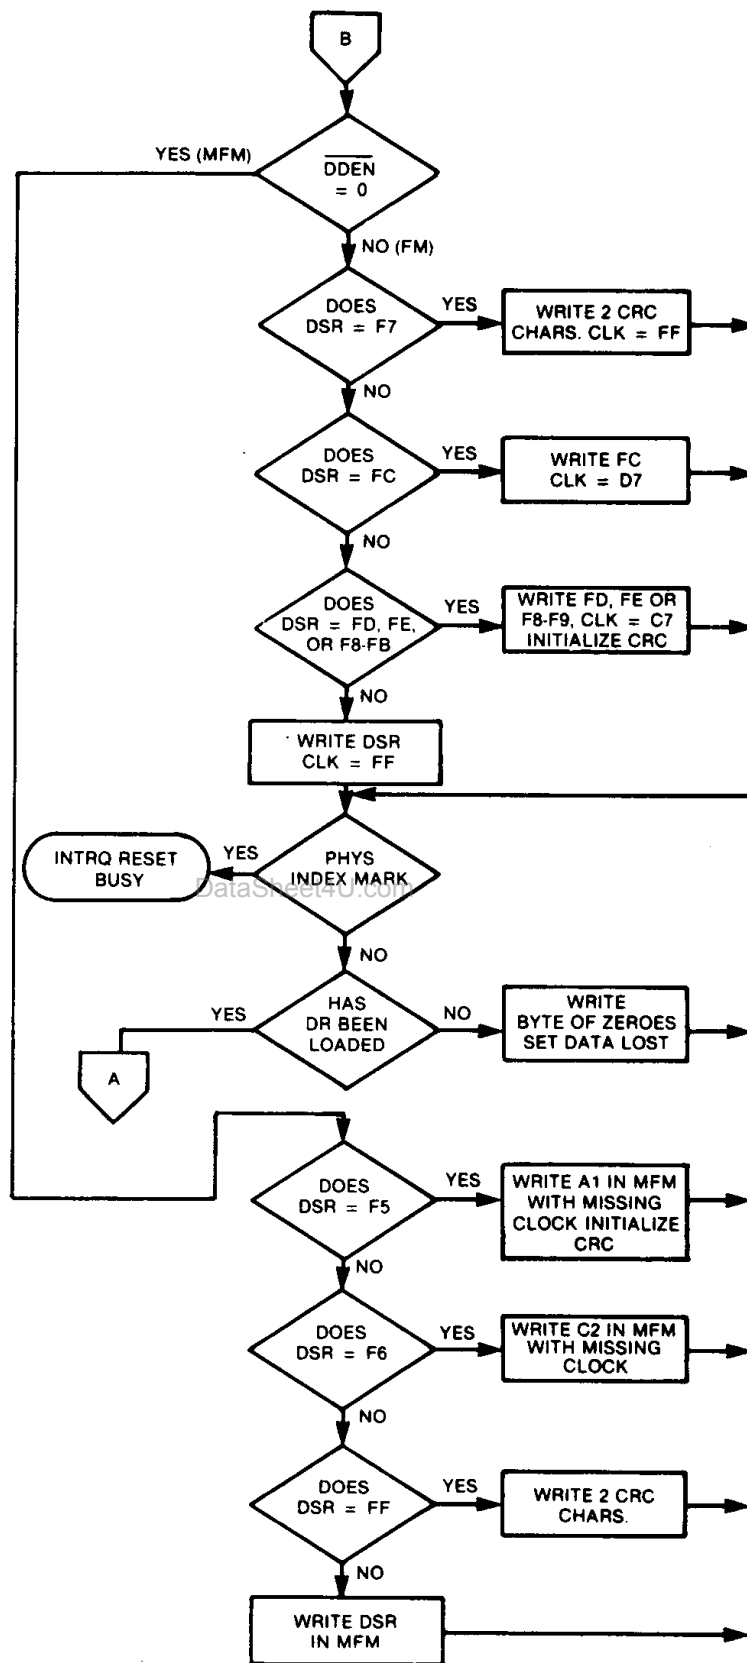 B
YES (MFM)
DDEN
= 0
NO (FM)
DOES
DSR = F7
YES
WRITE 2 CRC
CHARS. CLK = FF
NO
DOES
DSR = FC
YES
WRITE FC
CLK = D7
NO
DOES
DSR = FD, FE,
OR F8-FB
YES
WRITE FD, FE OR
F8-F9, CLK = C7
INITIALIZE CRC
NO
WRITE DSR
CLK = FF
INTRQ RESET
BUSY
YES
PHYS
INDEX MARK
DataSheet4U.com
NO
YES
HAS
DR BEEN
LOADED
NO
WRITE
BYTE OF ZEROES
SET DATA LOST
A
DOES
DSR = F5
YES
WRITE A1 IN MFM
WITH MISSING
CLOCK INITIALIZE
CRC
NO
DOES
DSR = F6
YES
WRITE C2 IN MFM
WITH MISSING
CLOCK
NO
DOES
DSR = FF
YES
WRITE 2 CRC
CHARS.
NO
WRITE DSR
IN MFM